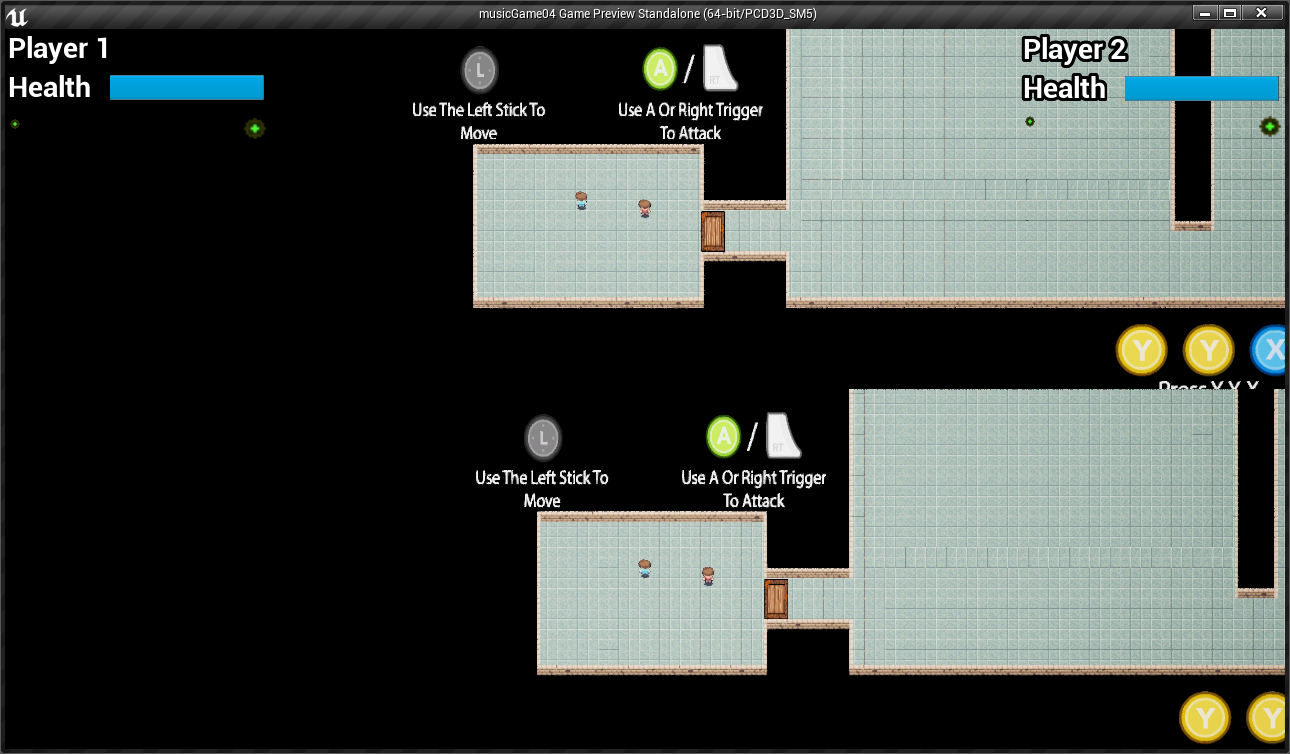 musicGame04 Game Preview Standalone (64-bit/PCD3D_SM5)
Player 1
Health
Player 2
Health
L
A / RT
Use The Left Stick To
Move
Use A Or Right Trigger
To Attack
Y Y X
Press Y, Y, X
L
A / RT
Use The Left Stick To
Move
Use A Or Right Trigger
To Attack
Y Y